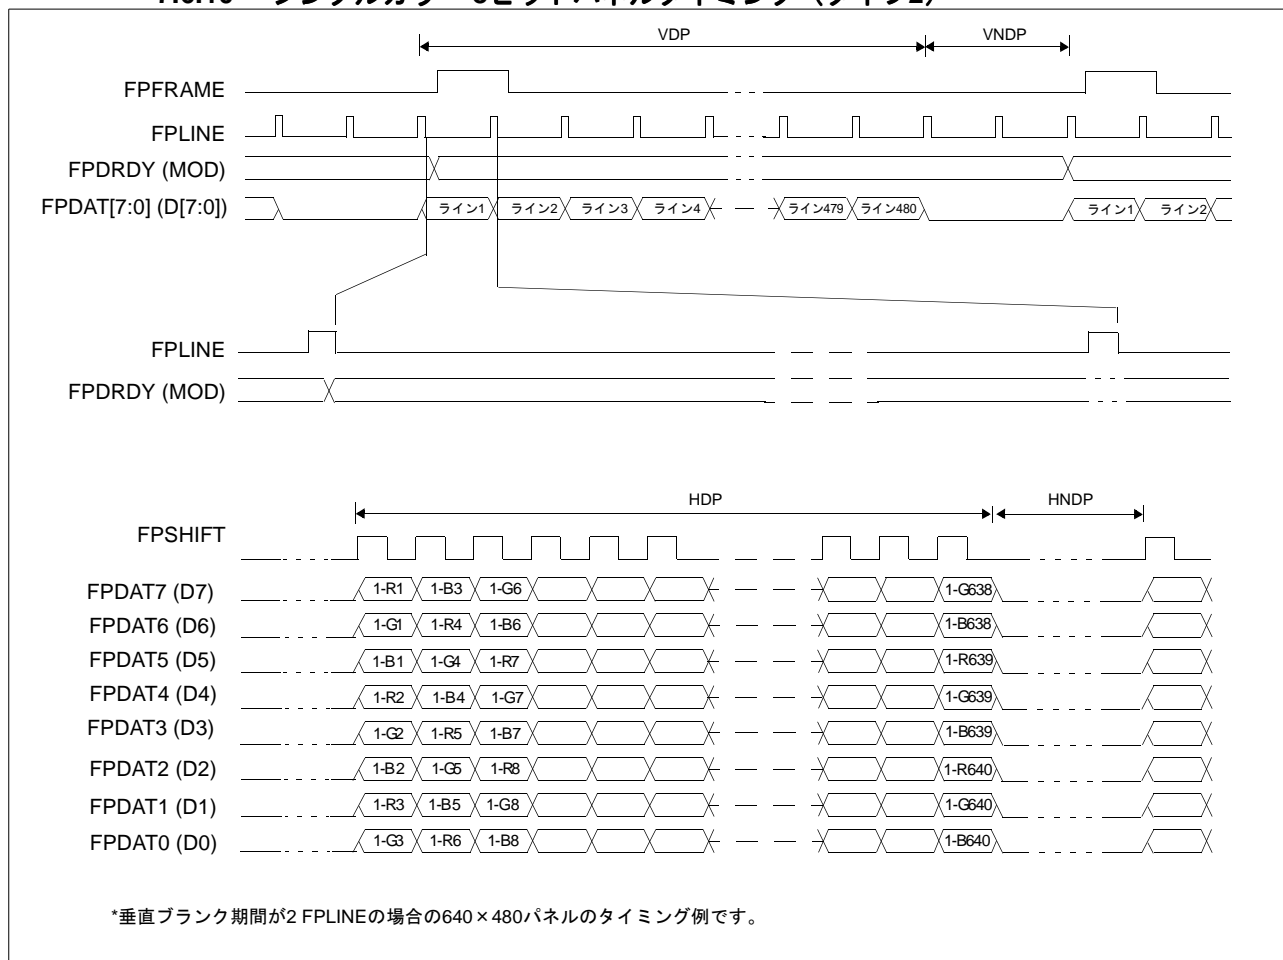 VDP VNDP
FPFRAME
FPLINE
FPDRDY (MOD)
FPDAT[7:0] (D[7:0]) ライン1 ライン2 ライン3 ライン4 ライン479 ライン480 ライン1 ライン2
FPLINE
FPDRDY (MOD)
HDP HNDP
FPSHIFT
FPDAT7 (D7) 1-R1 1-B3 1-G6 1-G638
FPDAT6 (D6) 1-G1 1-R4 1-B6 1-B638
FPDAT5 (D5) 1-B1 1-G4 1-R7 1-R639
FPDAT4 (D4) 1-R2 1-B4 1-G7 1-G639
FPDAT3 (D3) 1-G2 1-R5 1-B7 1-B639
FPDAT2 (D2) 1-B2 1-G5 1-R8 1-R640
FPDAT1 (D1) 1-R3 1-B5 1-G8 1-G640
FPDAT0 (D0) 1-G3 1-R6 1-B8 1-B640
*垂直ブランク期間が2 FPLINEの場合の640×480パネルのタイミング例です。